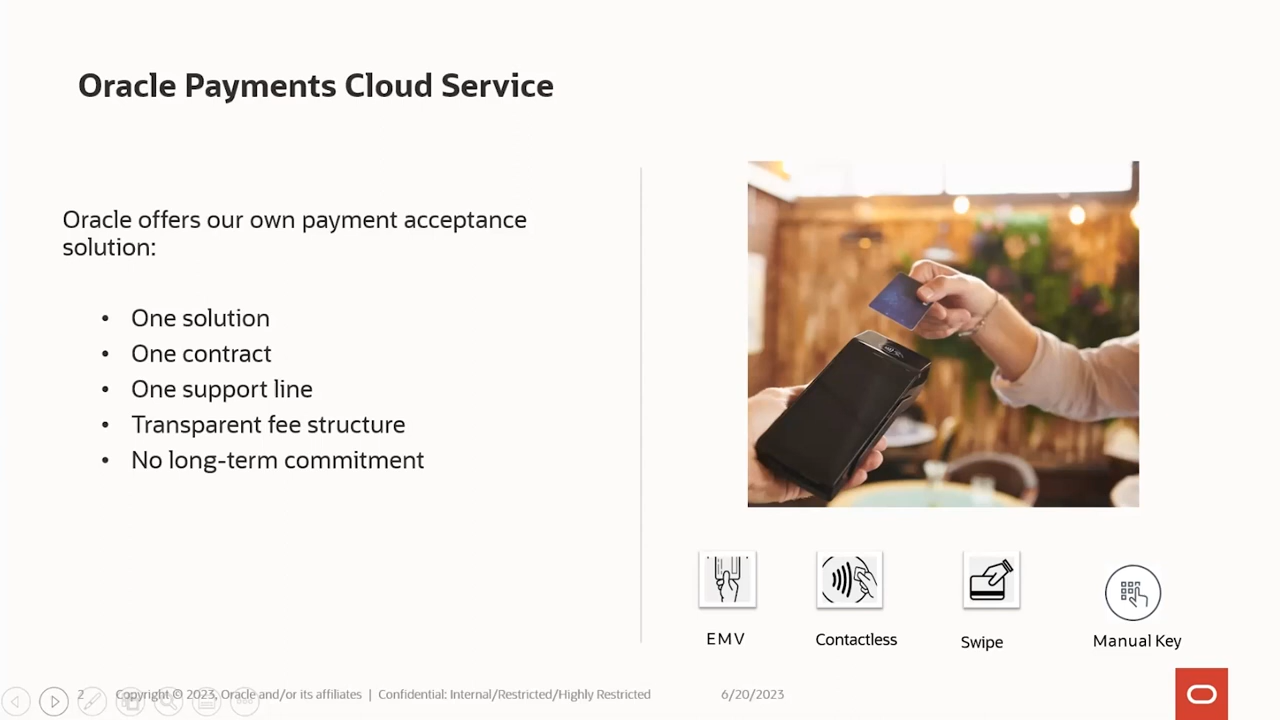 Oracle Payments Cloud Service
Oracle offers our own payment acceptance
solution:
• One solution
• One contract
• One support line
• Transparent fee structure
• No long-term commitment
EMV
Contactless
Swipe
Manual Key
2
Copyright © 2023, Oracle and/or its affiliates | Confidential: Internal/Restricted/Highly Restricted
6/20/2023